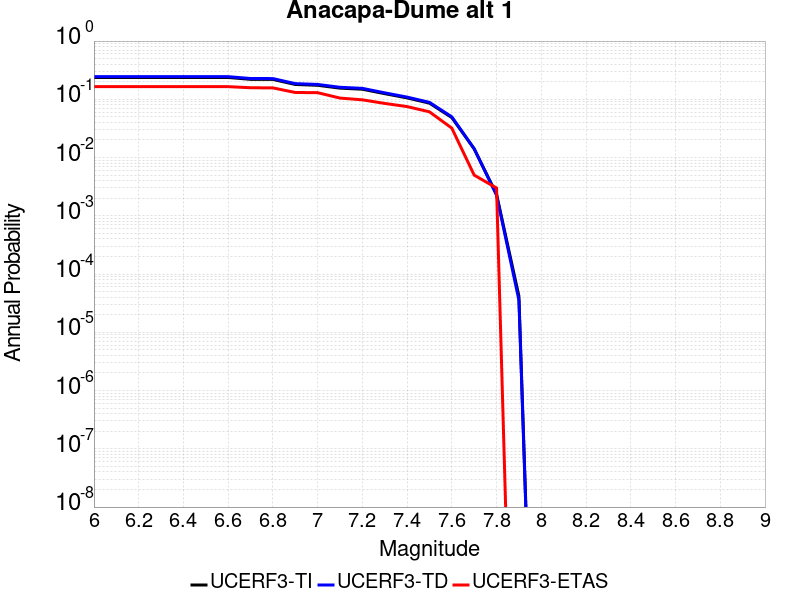 Anacapa-Dume alt 1
10^0
10^-1
10^-2
10^-3
10^-4
10^-5
10^-6
10^-7
10^-8
Annual Probability
6 6.2 6.4 6.6 6.8 7 7.2 7.4 7.6 7.8 8 8.2 8.4 8.6 8.8 9
Magnitude
UCERF3-TI UCERF3-TD UCERF3-ETAS